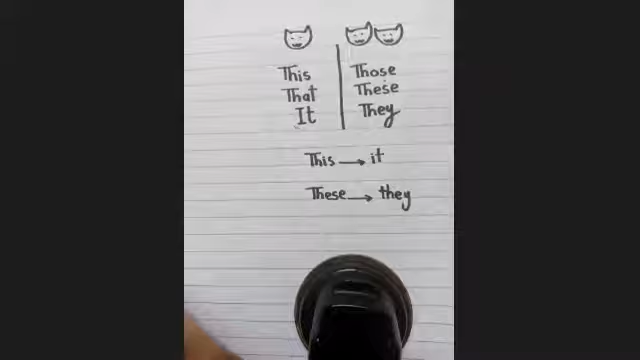 This Those
That These
It They
This → it
These → they